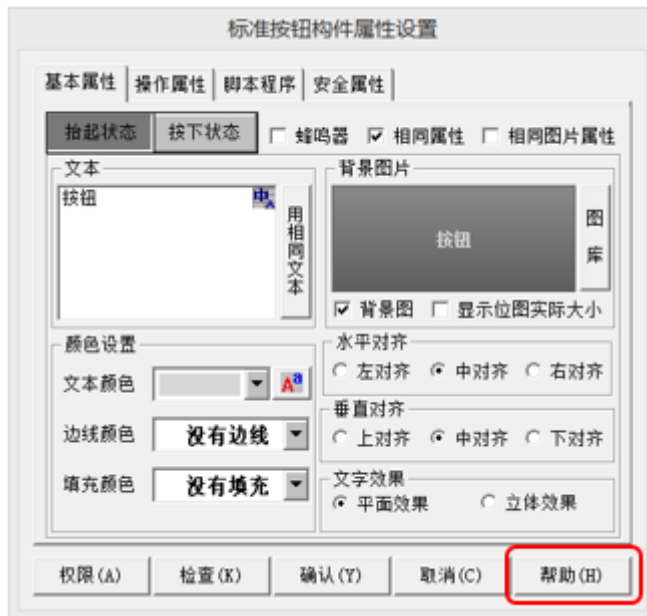 标准按钮构件属性设置
基本属性 操作属性 脚本程序 安全属性
抬起状态 按下状态 蜂鸣器 相同属性 相同图片属性
文本
按钮
中A
用相同文本
背景图片
按钮
图库
背景图 显示位图实际大小
颜色设置
文本颜色 Aa
边线颜色 没有边线
填充颜色 没有填充
水平对齐
左对齐 中对齐 右对齐
垂直对齐
上对齐 中对齐 下对齐
文字效果
平面效果 立体效果
权限(A) 检查(K) 确认(Y) 取消(C) 帮助(H)